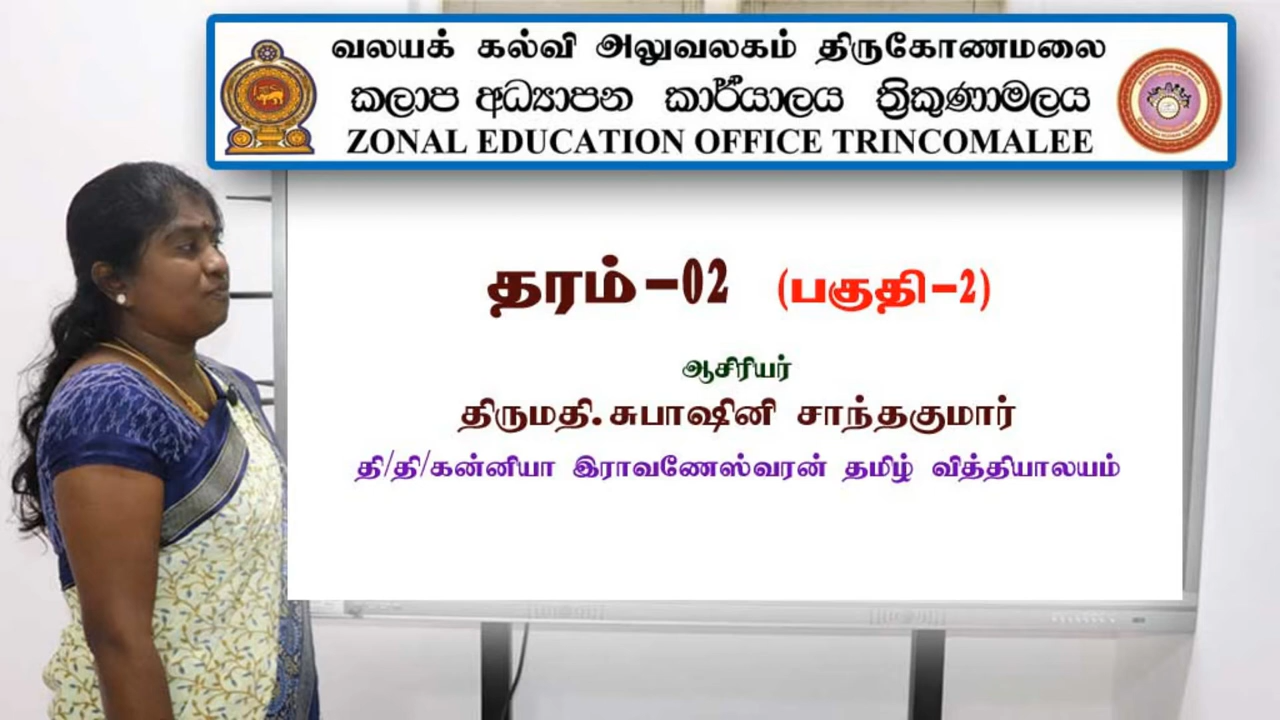 வலயக் கல்வி அலுவலகம் திருகோணமலை
කලාප අධ්‍යාපන කාර්යාලය ත්‍රිකුණාමලය
ZONAL EDUCATION OFFICE TRINCOMALEE
தரம்-02 (பகுதி-2)
ஆசிரியர்
திருமதி.சுபாஷினி சாந்தகுமார்
தி/தி/கன்னியா இராவணேஸ்வரன் தமிழ் வித்தியாலயம்